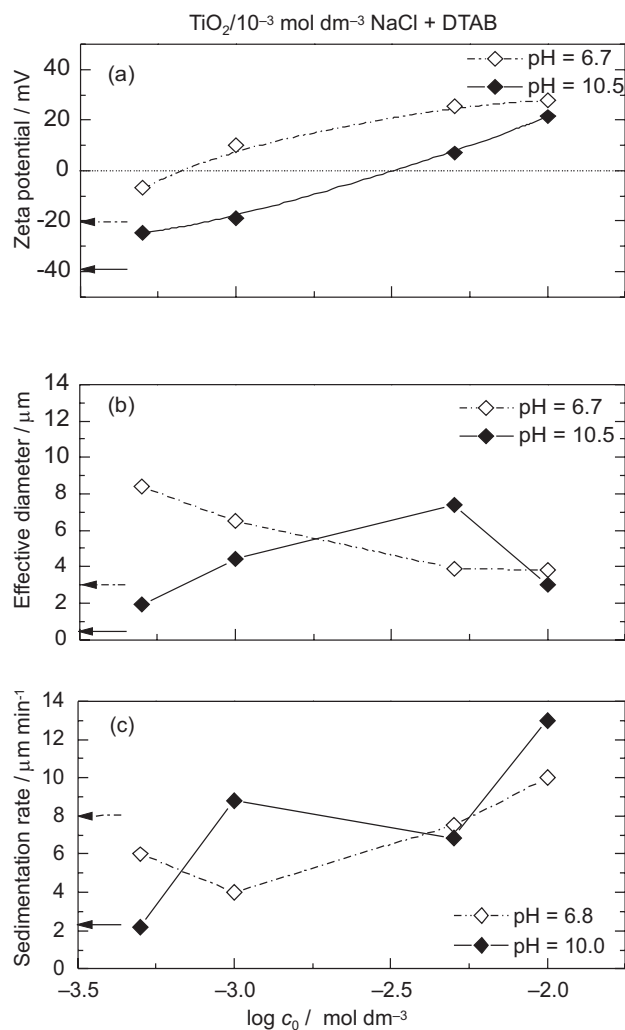 TiO₂/10⁻³ mol dm⁻³ NaCl + DTAB
(a)
pH = 6.7
pH = 10.5
40
20
0
-20
-40
Zeta potential / mV
(b)
pH = 6.7
pH = 10.5
14
12
10
8
6
4
2
0
Effective diameter / μm
(c)
14
12
10
8
6
4
2
0
Sedimentation rate / μm min⁻¹
pH = 6.8
pH = 10.0
–3.5 –3.0 –2.5 –2.0
log c₀ / mol dm⁻³